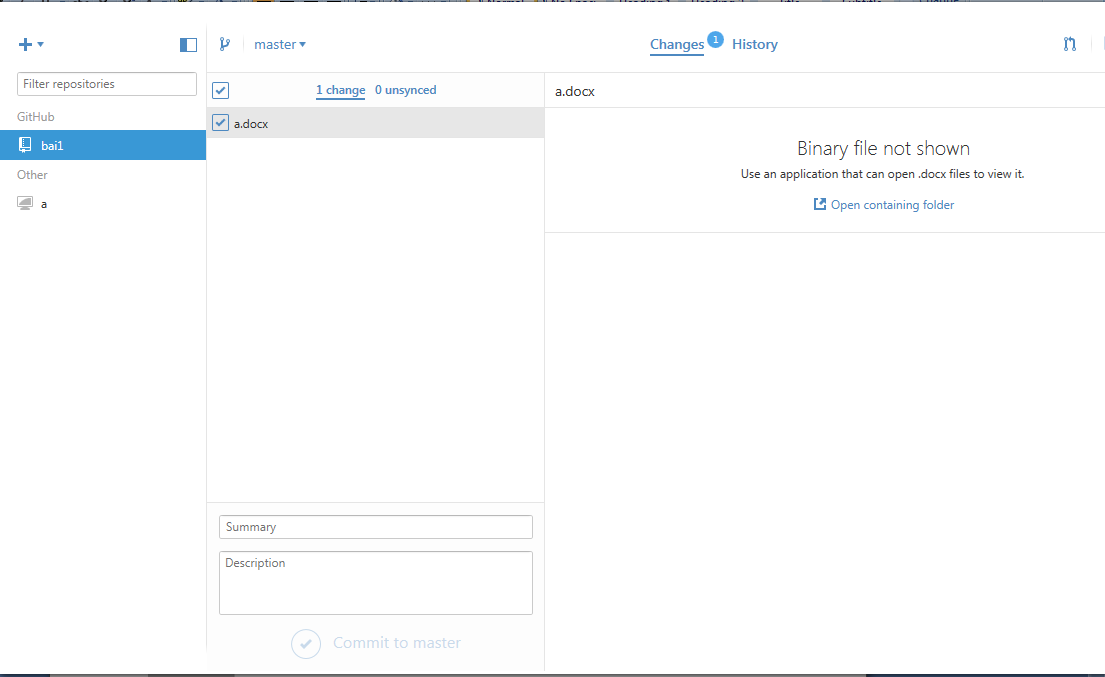 master
Changes 1 History
Filter repositories
1 change 0 unsynced
a.docx
GitHub
a.docx
bai1
Binary file not shown
Use an application that can open .docx files to view it.
Other
a
Open containing folder
Summary
Description
Commit to master